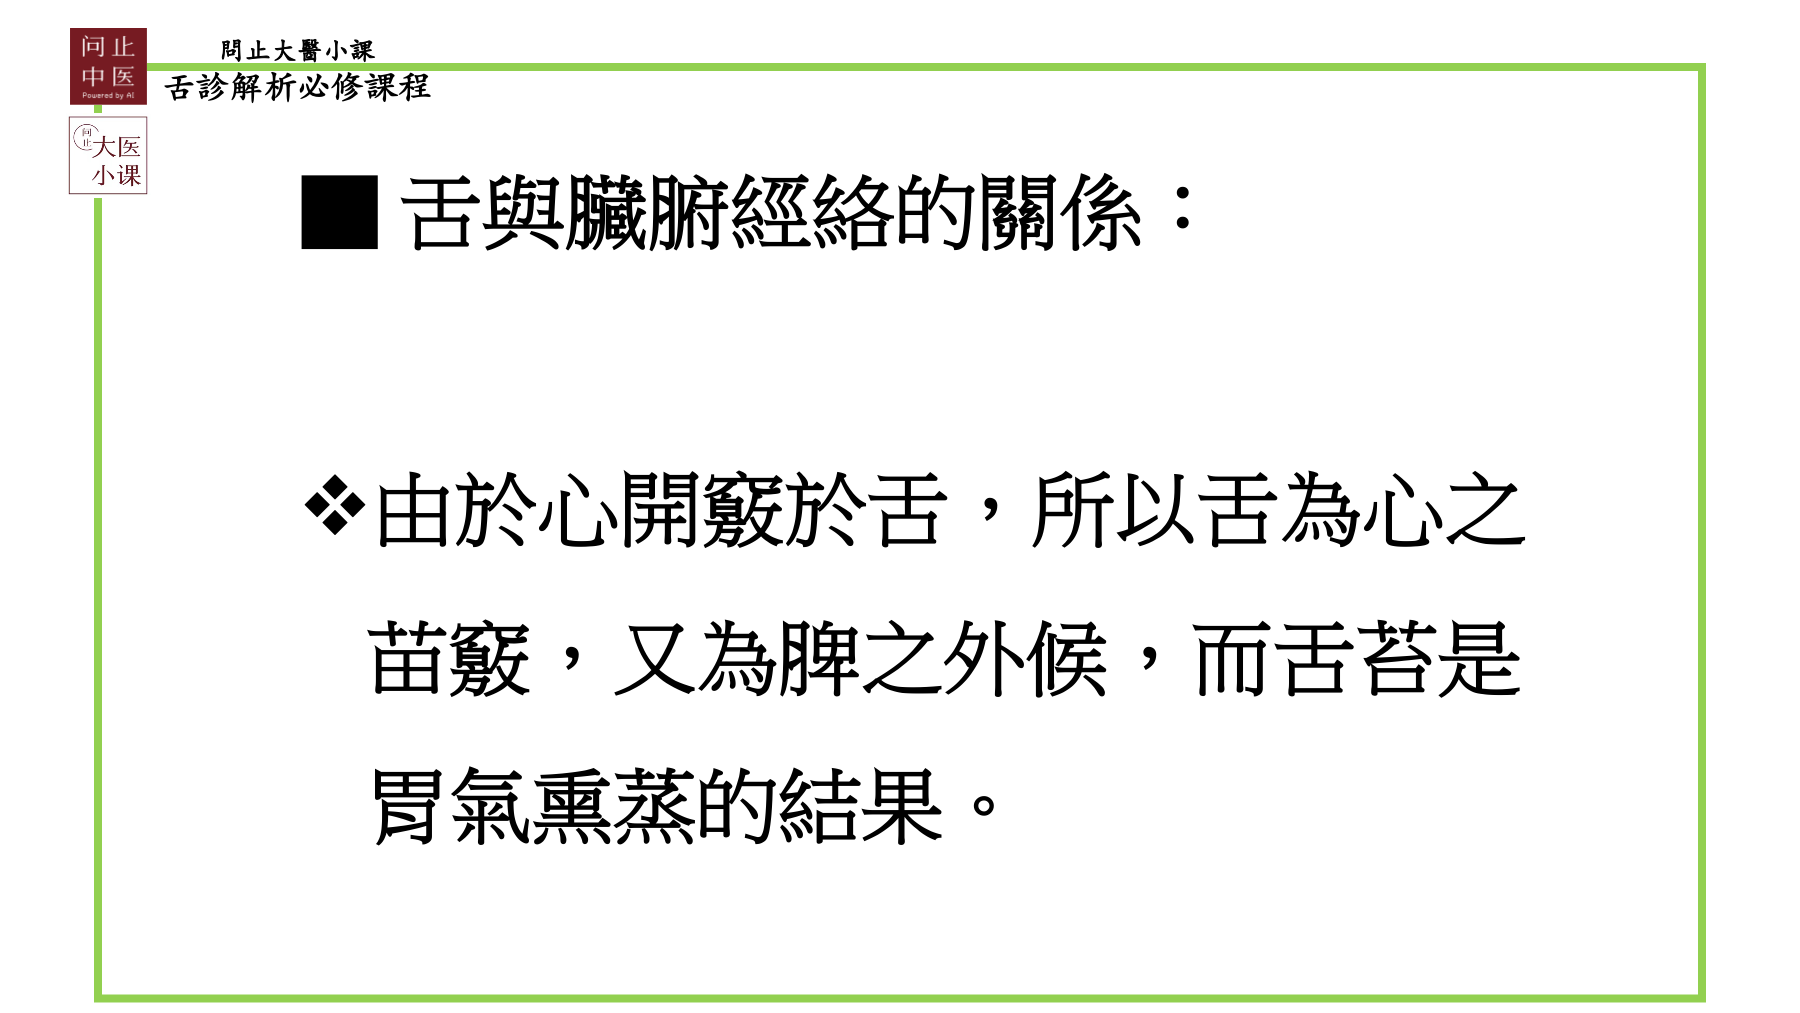 问止
中医
Powered by AI
問止大醫小課
舌診解析必修課程
问止
大医
小课
■ 舌與臟腑經絡的關係：
❖由於心開竅於舌，所以舌為心之
苗竅，又為脾之外候，而舌苔是
胃氣熏蒸的結果。